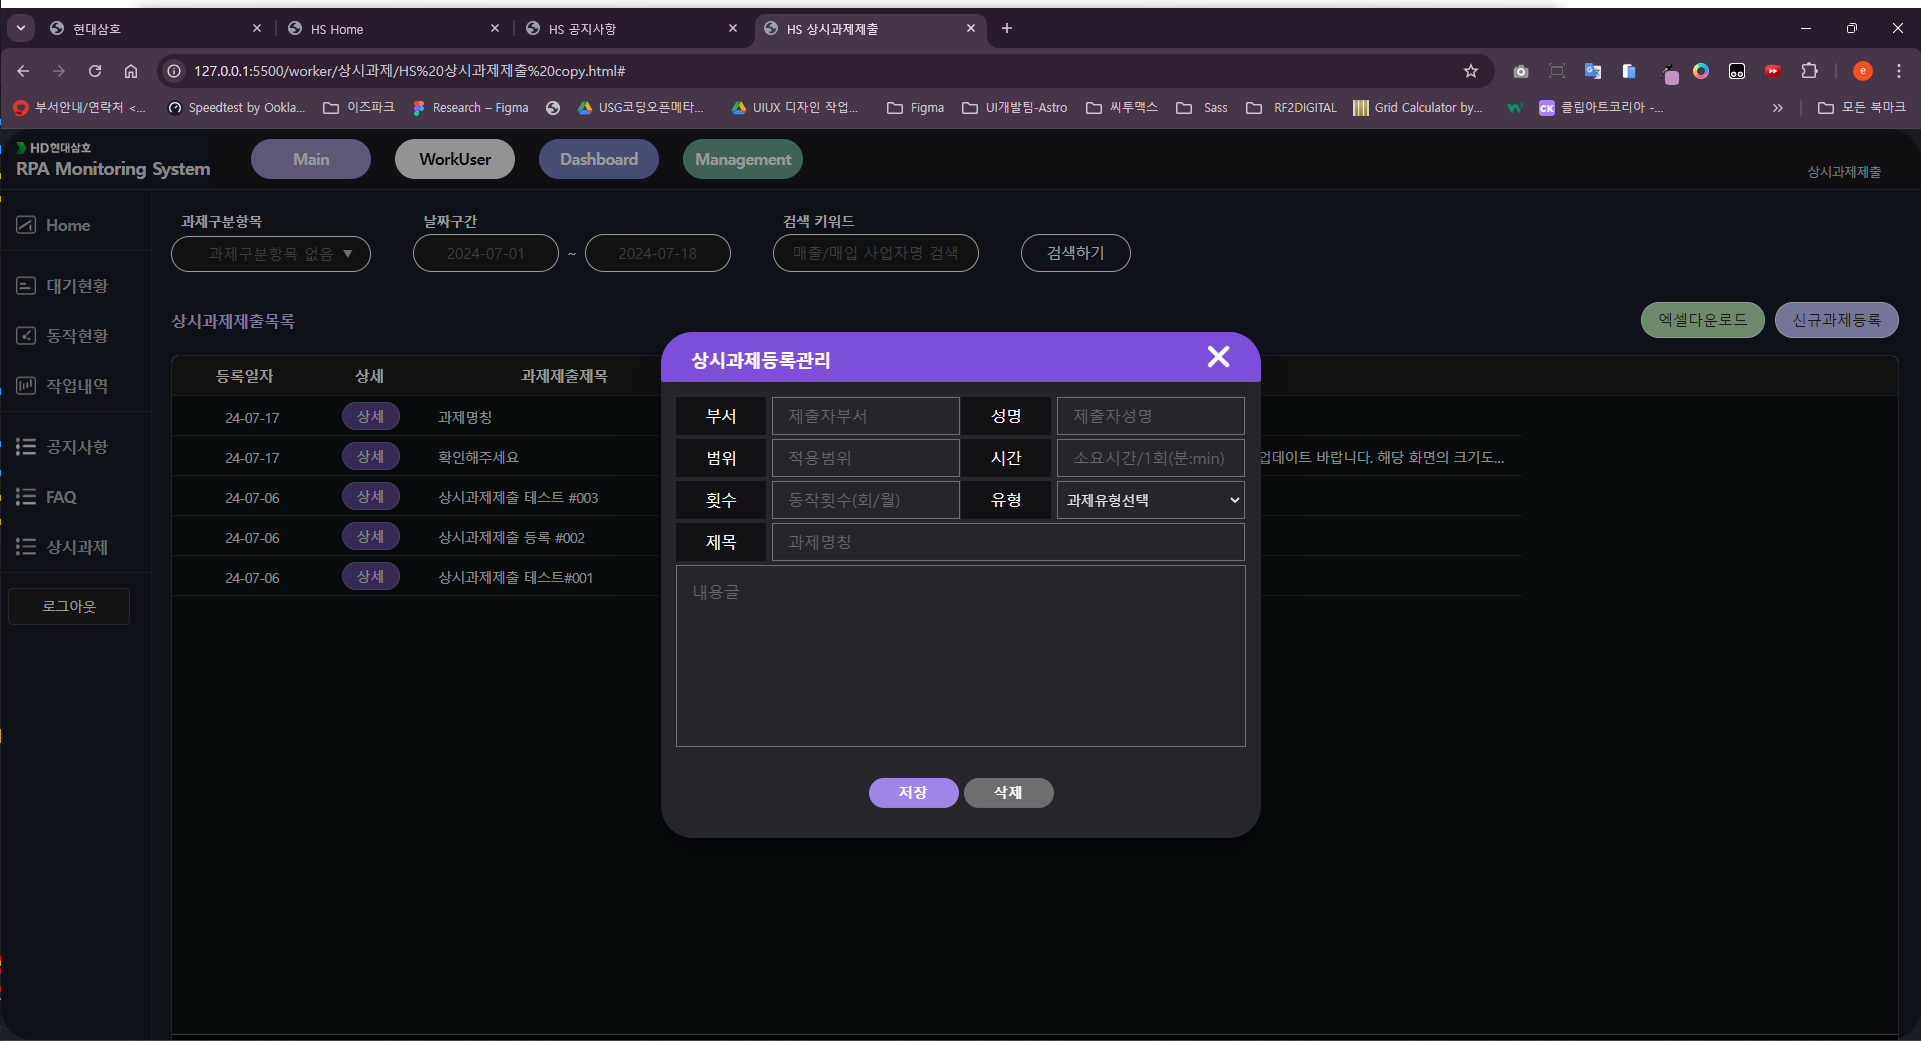 현대삼호
HS Home
HS 공지사항
HS 상시과제제출
127.0.0.1:5500/worker/상시과제/HS%20상시과제제출%20copy.html#
e
부서안내/연락처 <...
Speedtest by Ookla...
이즈파크
Research – Figma
USG코딩오픈메타...
UIUX 디자인 작업...
Figma
UI개발팀-Astro
씨투맥스
Sass
RF2DIGITAL
Grid Calculator by...
CK 클립아트코리아 -...
모든 북마크
HD현대삼호
RPA Monitoring System
Main
WorkUser
Dashboard
Management
상시과제제출
Home
대기현황
동작현황
작업내역
공지사항
FAQ
상시과제
로그아웃
과제구분항목
날짜구간
검색 키워드
과제구분항목 없음 ▼
2024-07-01
~
2024-07-18
매출/매입 사업자명 검색
검색하기
상시과제제출목록
엑셀다운로드
신규과제등록
등록일자 상세 과제제출제목
24-07-17 상세 과제명칭
24-07-17 상세 확인해주세요
업데이트 바랍니다. 해당 화면의 크기도...
24-07-06 상세 상시과제제출 테스트 #003
24-07-06 상세 상시과제제출 등록 #002
24-07-06 상세 상시과제제출 테스트#001
상시과제등록관리
부서 제출자부서 성명 제출자성명
범위 적용범위 시간 소요시간/1회(분:min)
횟수 동작횟수(회/월) 유형 과제유형선택
제목 과제명칭
내용글
저장
삭제